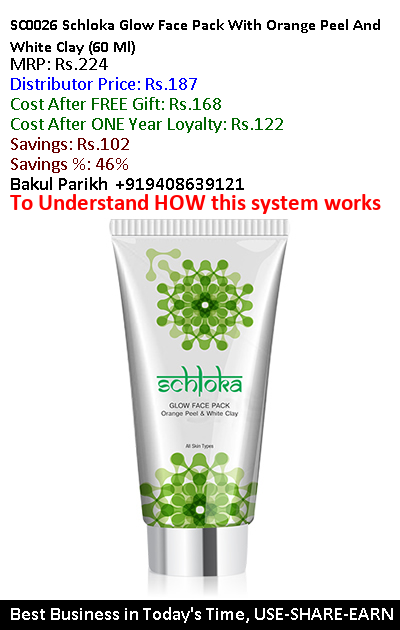 SC0026 Schloka Glow Face Pack With Orange Peel And
White Clay (60 Ml)
MRP: Rs.224
Distributor Price: Rs.187
Cost After FREE Gift: Rs.168
Cost After ONE Year Loyalty: Rs.122
Savings: Rs.102
Savings %: 46%
Bakul Parikh +919408639121
To Understand HOW this system works
schloka
GLOW FACE PACK
Orange Peel & White Clay
All Skin Types
Best Business in Today's Time, USE-SHARE-EARN